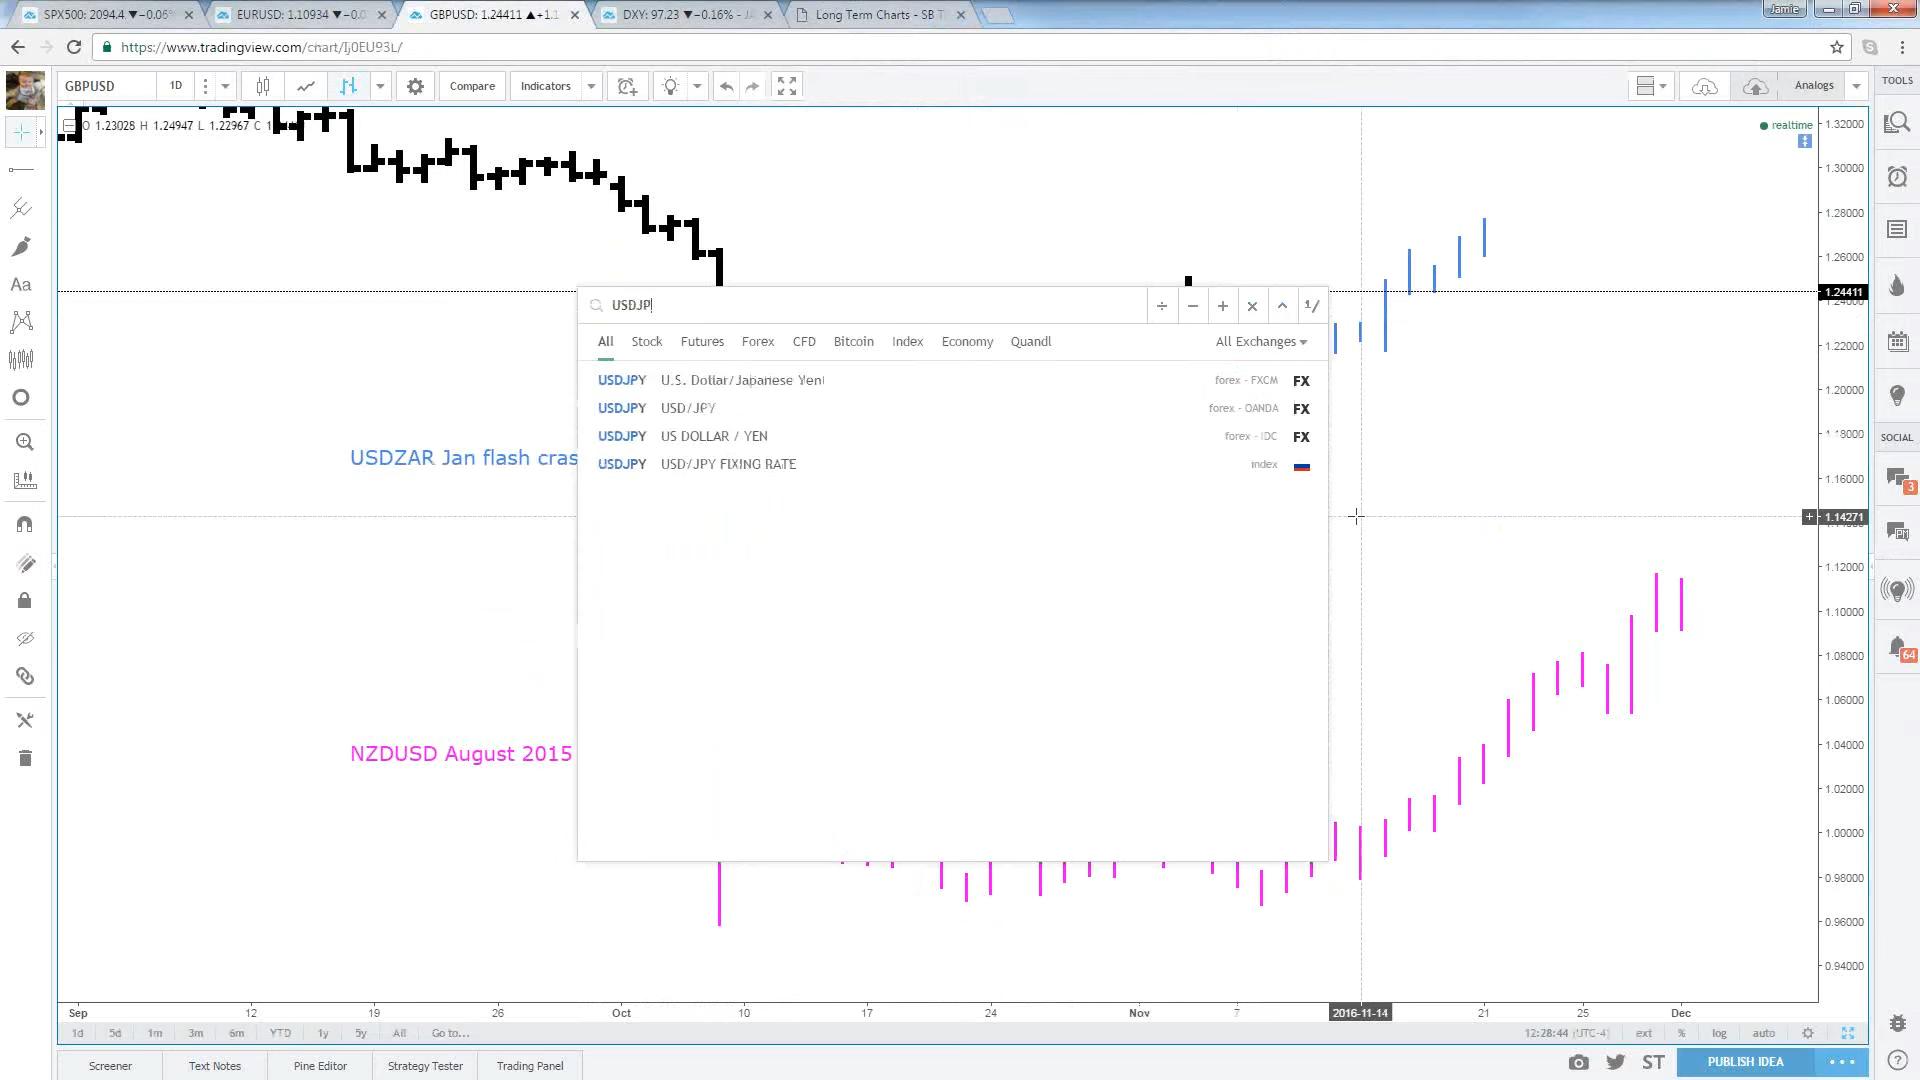 SPX500: 2094.4 ▼−0.06%
EURUSD: 1.10934 ▼−0.0
GBPUSD: 1.24411 ▲+1.1
DXY: 97.23 ▼−0.16% -
Long Term Charts - SB T
Jamie
https://www.tradingview.com/chart/Ij0EU93L/
GBPUSD
1D
Compare
Indicators
Analogs
TOOLS
O 1.23028 H 1.24947 L 1.22967 C
realtime
1.32000
1.30000
1.28000
1.26000
1.24411
1.24000
1.22000
1.20000
1.18000
1.16000
1.14271
1.12000
1.10000
1.08000
1.06000
1.04000
1.02000
1.00000
0.98000
0.96000
0.94000
USDJP
All Stock Futures Forex CFD Bitcoin Index Economy Quandl All Exchanges
USDJPY U.S. Dollar/Japanese Yen forex - FXCM FX
USDJPY USD/JPY forex - OANDA FX
USDJPY US DOLLAR / YEN forex - IDC FX
USDJPY USD/JPY FIXING RATE index
USDZAR Jan flash cras
NZDUSD August 2015
Aa
SOCIAL
3
PM
64
Sep 12 19 26 Oct 10 17 24 Nov 7 2016-11-14 21 25 Dec
1d 5d 1m 3m 6m YTD 1y 5y All Go to... 12:28:44 (UTC-4) ext % log auto
Screener Text Notes Pine Editor Strategy Tester Trading Panel ST PUBLISH IDEA